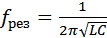 f_рез = 1 / (2π√LC)